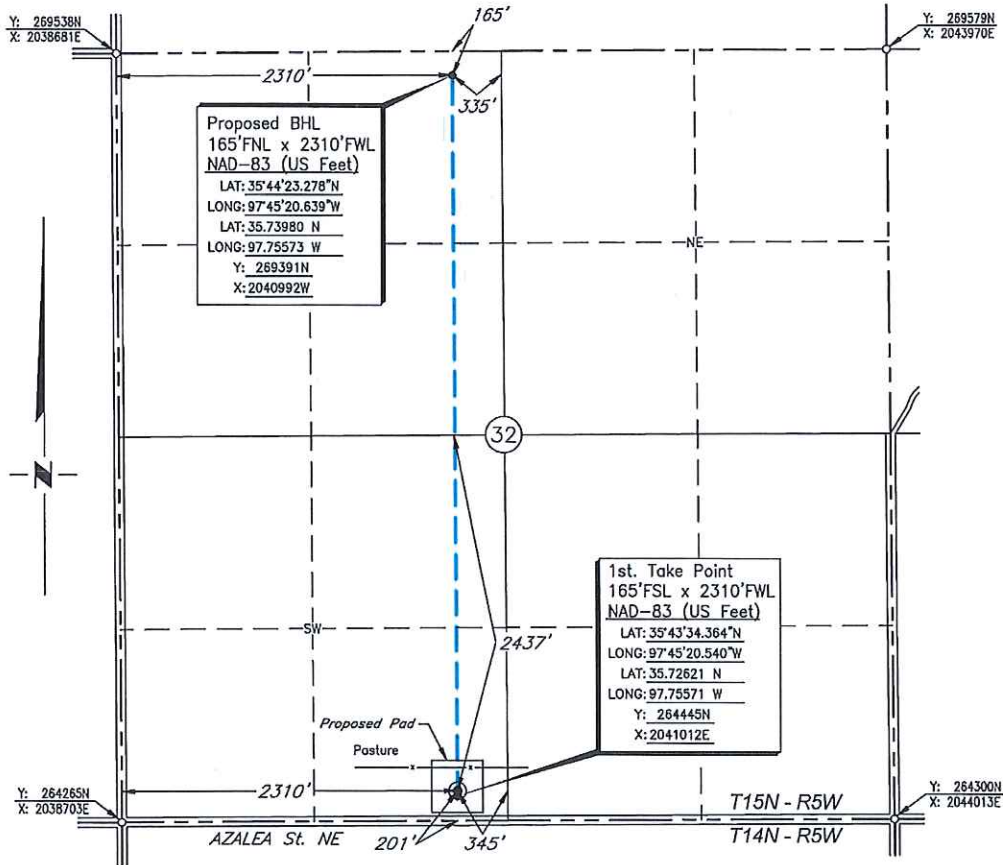 Y: 269538N
X: 2038681E
165'
Y: 269579N
X: 2043970E
2310'
335'
Proposed BHL
165'FNL x 2310'FWL
NAD-83 (US Feet)
LAT: 35°44'23.278"N
LONG: 97°45'20.639"W
LAT: 35.73980 N
LONG: 97.75573 W
Y: 269391N
X: 2040992W
NE
32
N
1st. Take Point
165'FSL x 2310'FWL
NAD-83 (US Feet)
LAT: 35°43'34.364"N
LONG: 97°45'20.540"W
LAT: 35.72621 N
LONG: 97.75571 W
Y: 264445N
X: 2041012E
SW
2437'
Proposed Pad
Pasture
x x
Y: 264265N
X: 2038703E
2310'
T15N - R5W
Y: 264300N
X: 2044013E
AZALEA St. NE
201'
345'
T14N - R5W